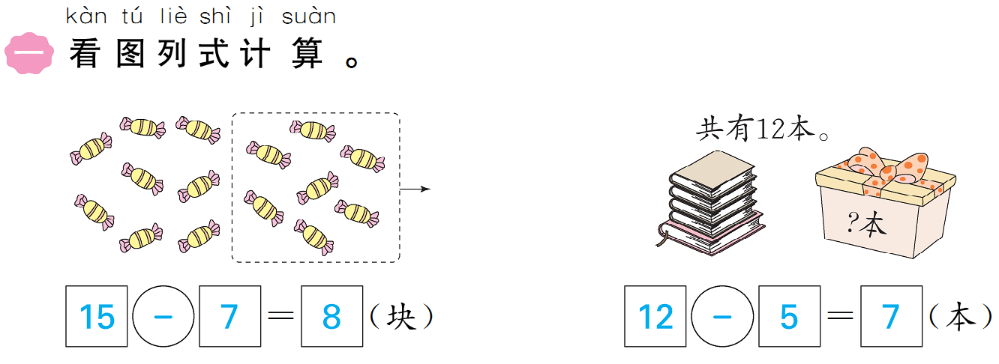 kàn tú liè shì jì suàn
一 看图列式计算。
共有12本。
?本
15 − 7 = 8（块）
12 − 5 = 7（本）